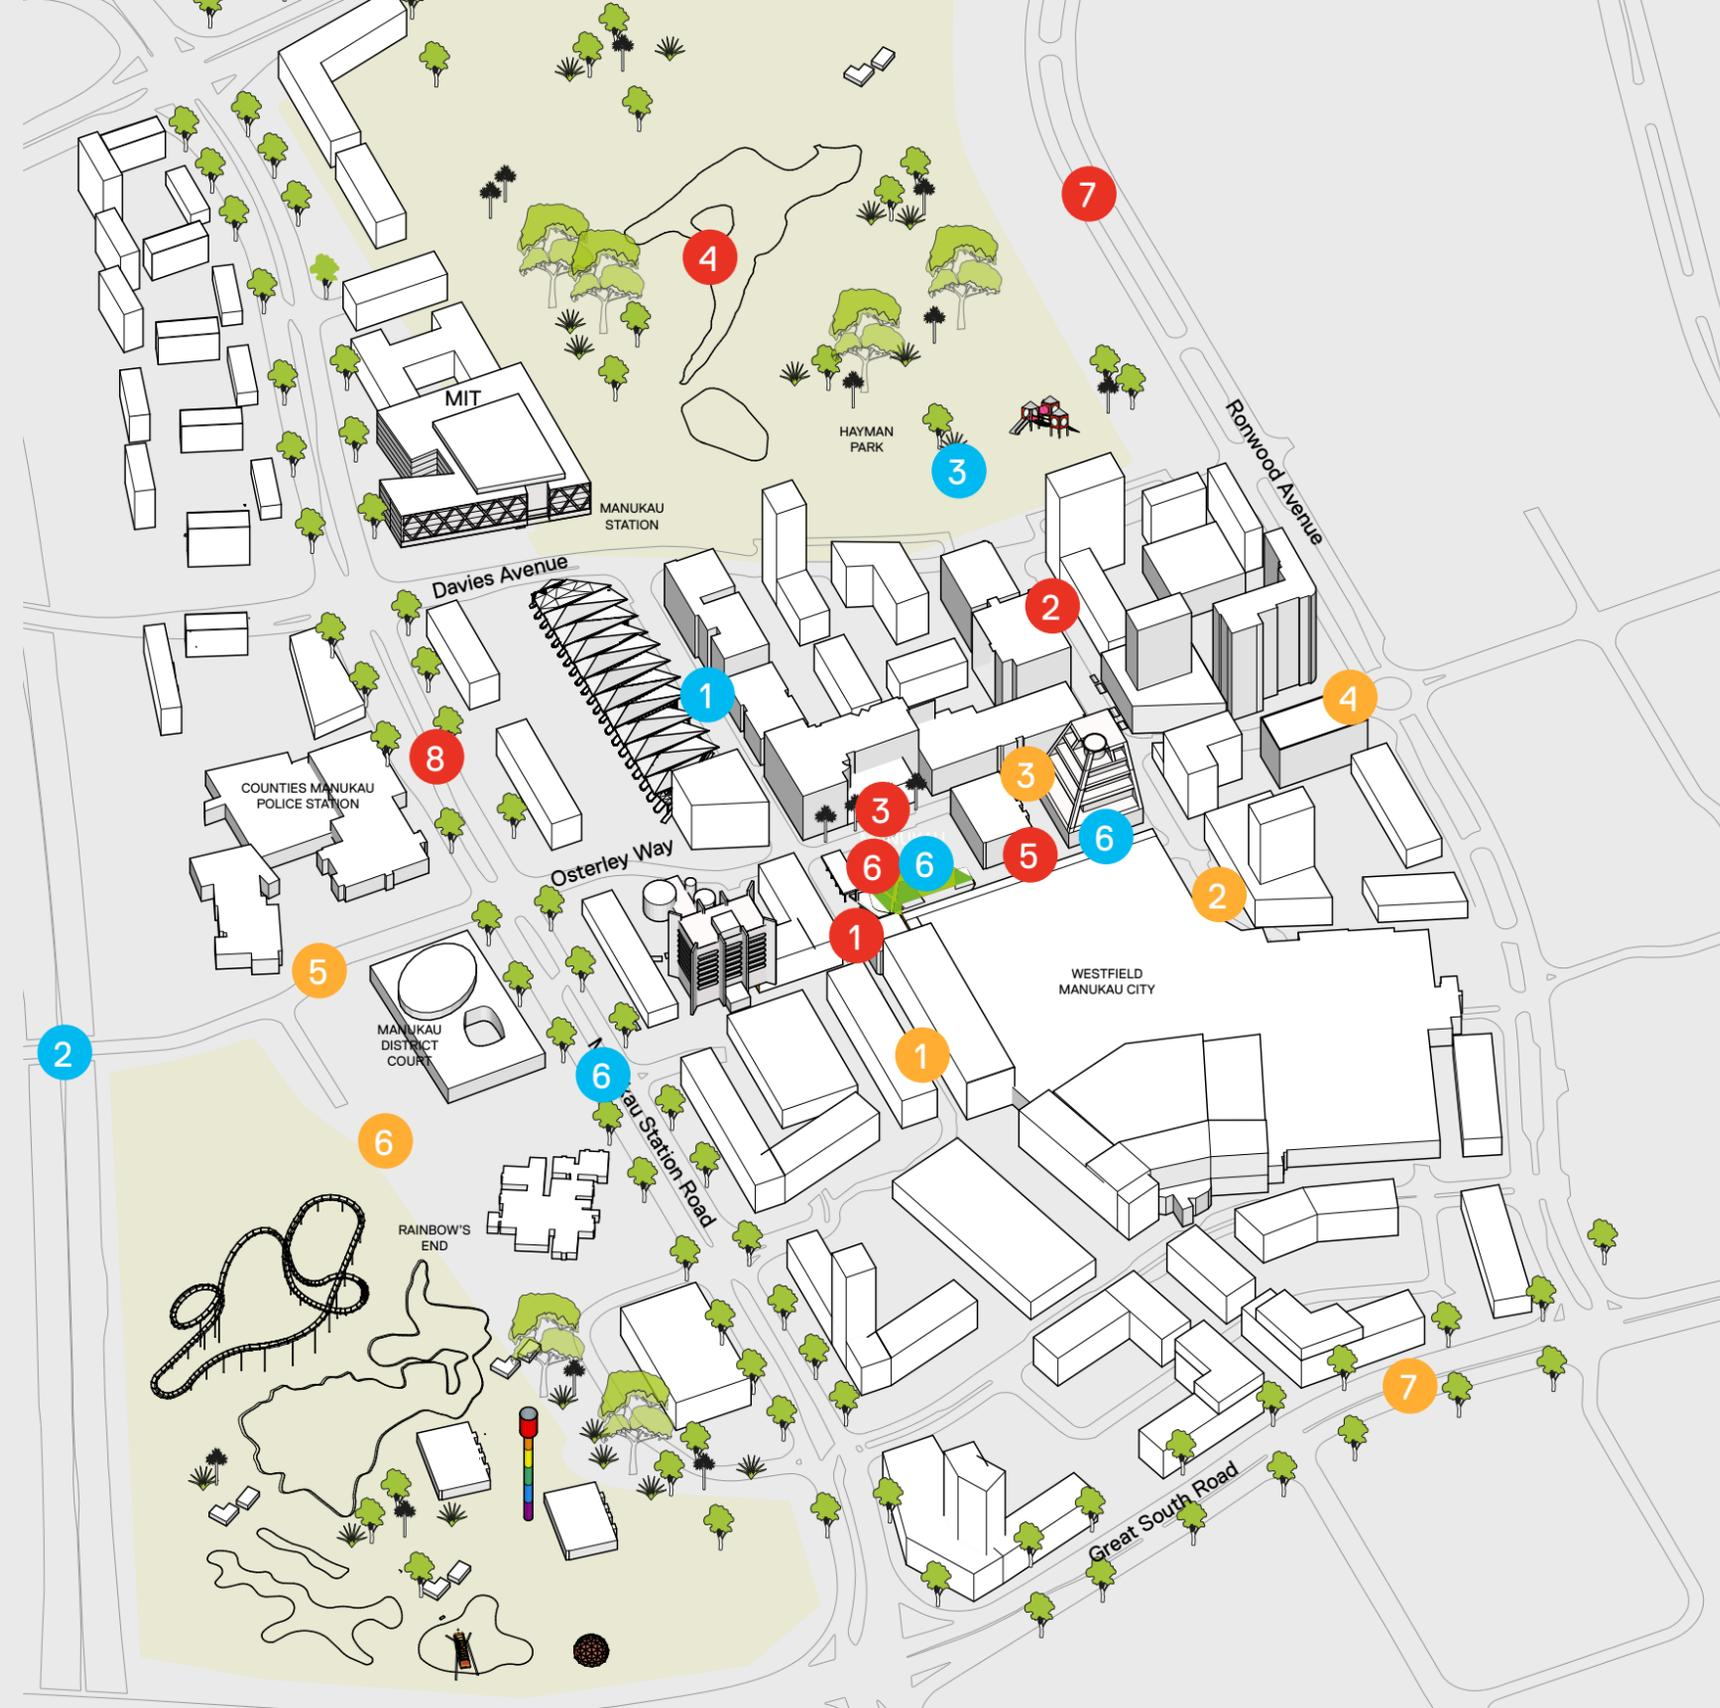 7
4
MIT
HAYMAN
PARK
3
Ronwood Avenue
MANUKAU
STATION
Davies Avenue
2
1
4
8
COUNTIES MANUKAU
POLICE STATION
3
3
6
5
6
6
Osterley Way
2
1
5
WESTFIELD
MANUKAU CITY
MANUKAU
DISTRICT
COURT
2
1
6
kau Station Road
6
RAINBOW'S
END
7
Great South Road